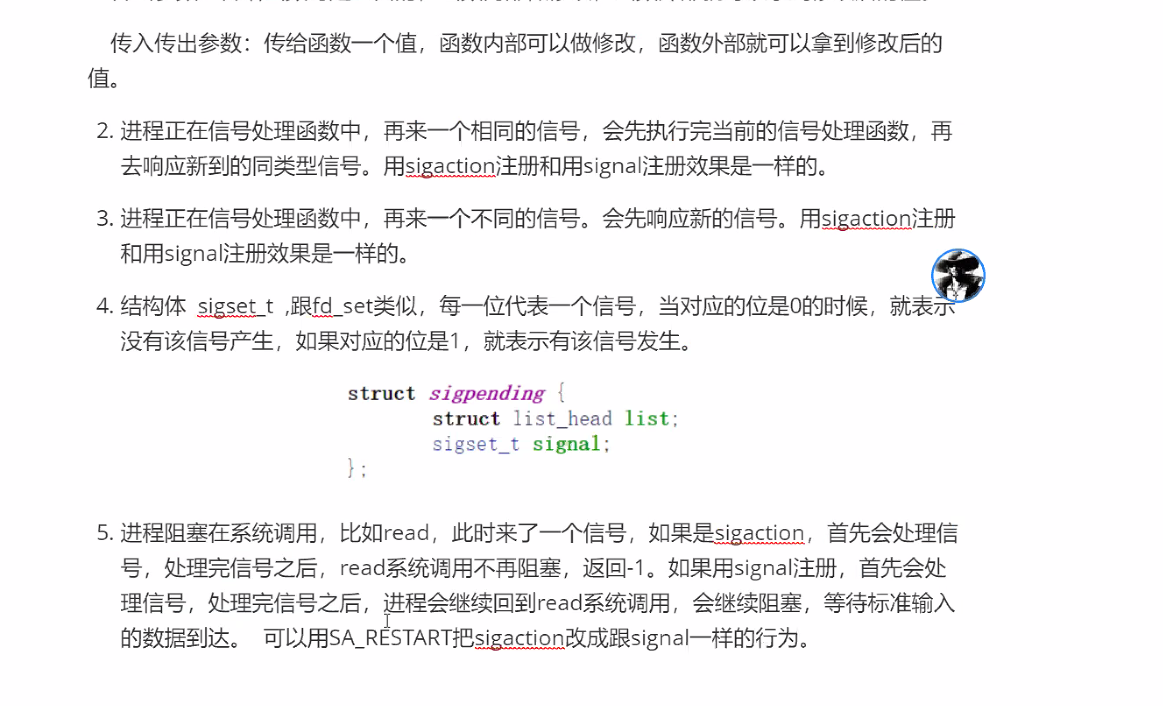 传入传出参数：传给函数一个值，函数内部可以做修改，函数外部就可以拿到修改后的
值。
2. 进程正在信号处理函数中，再来一个相同的信号，会先执行完当前的信号处理函数，再
去响应新到的同类型信号。用sigaction注册和用signal注册效果是一样的。
3. 进程正在信号处理函数中，再来一个不同的信号。会先响应新的信号。用sigaction注册
和用signal注册效果是一样的。
4. 结构体 sigset_t ,跟fd_set类似，每一位代表一个信号，当对应的位是0的时候，就表示
没有该信号产生，如果对应的位是1，就表示有该信号发生。
struct sigpending {
struct list_head list;
sigset_t signal;
};
5. 进程阻塞在系统调用，比如read，此时来了一个信号，如果是sigaction，首先会处理信
号，处理完信号之后，read系统调用不再阻塞，返回-1。如果用signal注册，首先会处
理信号，处理完信号之后，进程会继续回到read系统调用，会继续阻塞，等待标准输入
的数据到达。 可以用SA_RESTART把sigaction改成跟signal一样的行为。